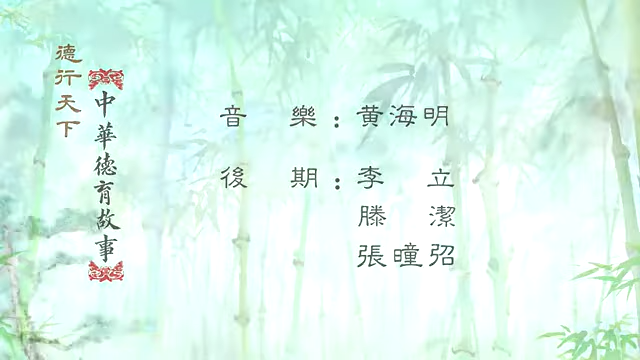 德行天下
中華德育故事
音樂：黄海明
後期：李立
滕潔
張曈弨